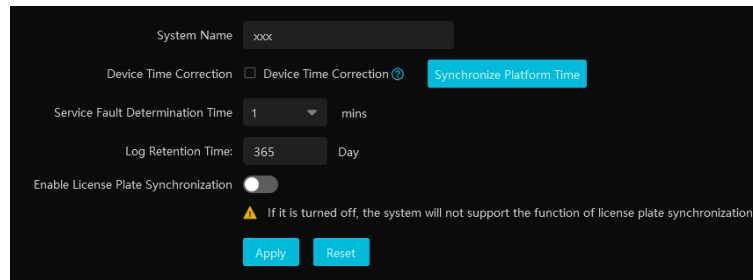 System Name xxx
Device Time Correction Device Time Correction ? Synchronize Platform Time
Service Fault Determination Time 1 mins
Log Retention Time: 365 Day
Enable License Plate Synchronization
If it is turned off, the system will not support the function of license plate synchronization
Apply Reset